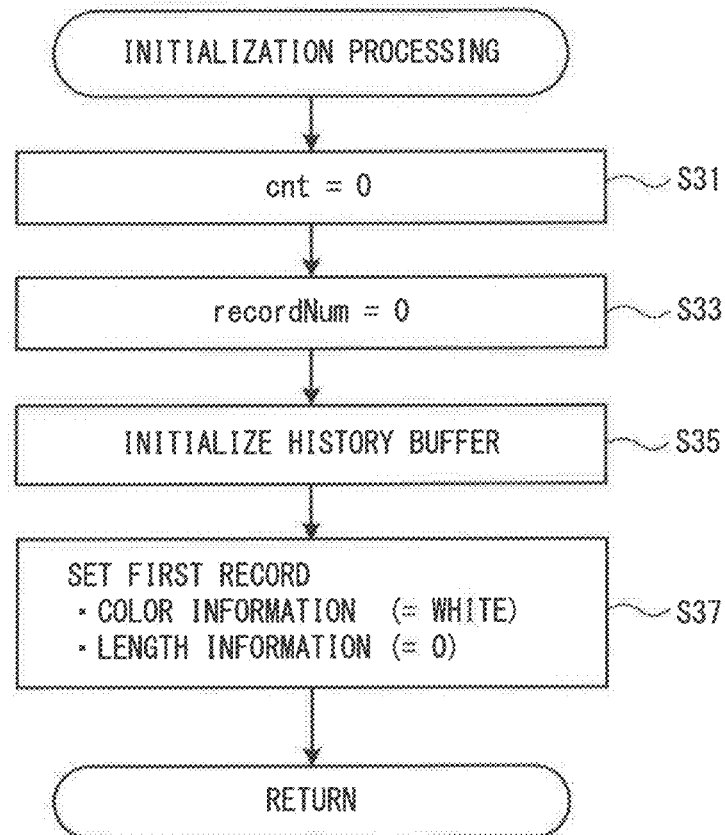 INITIALIZATION PROCESSING
cnt = 0
S31
recordNum = 0
S33
INITIALIZE HISTORY BUFFER
S35
SET FIRST RECORD
・COLOR INFORMATION (= WHITE)
・LENGTH INFORMATION (= 0)
S37
RETURN